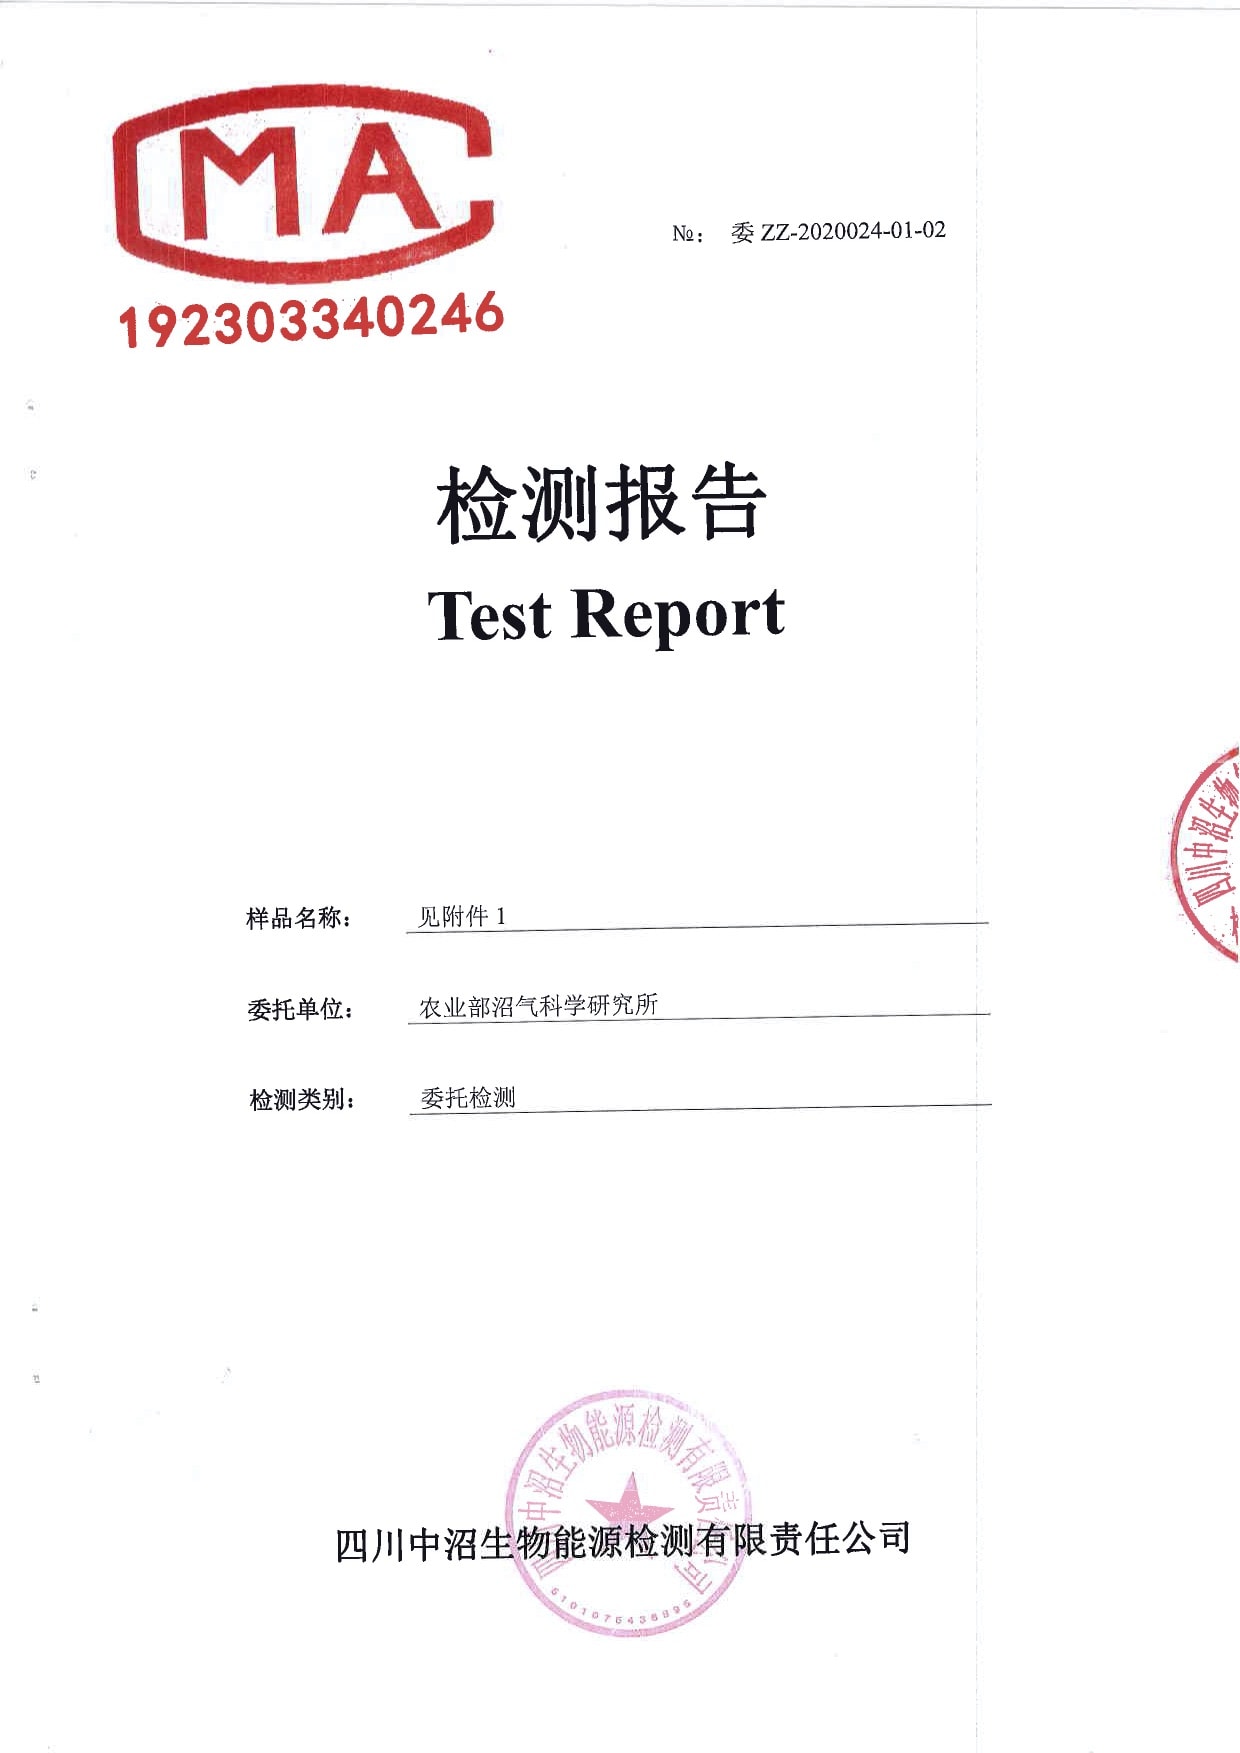 MA
№： 委 ZZ-2020024-01-02
192303340246
检测报告
Test Report
样品名称： 见附件 1
委托单位： 农业部沼气科学研究所
检测类别： 委托检测
四川中沼生物
四川中沼生物能源检测有限责任公司
四川中沼生物能源检测有限责任公司